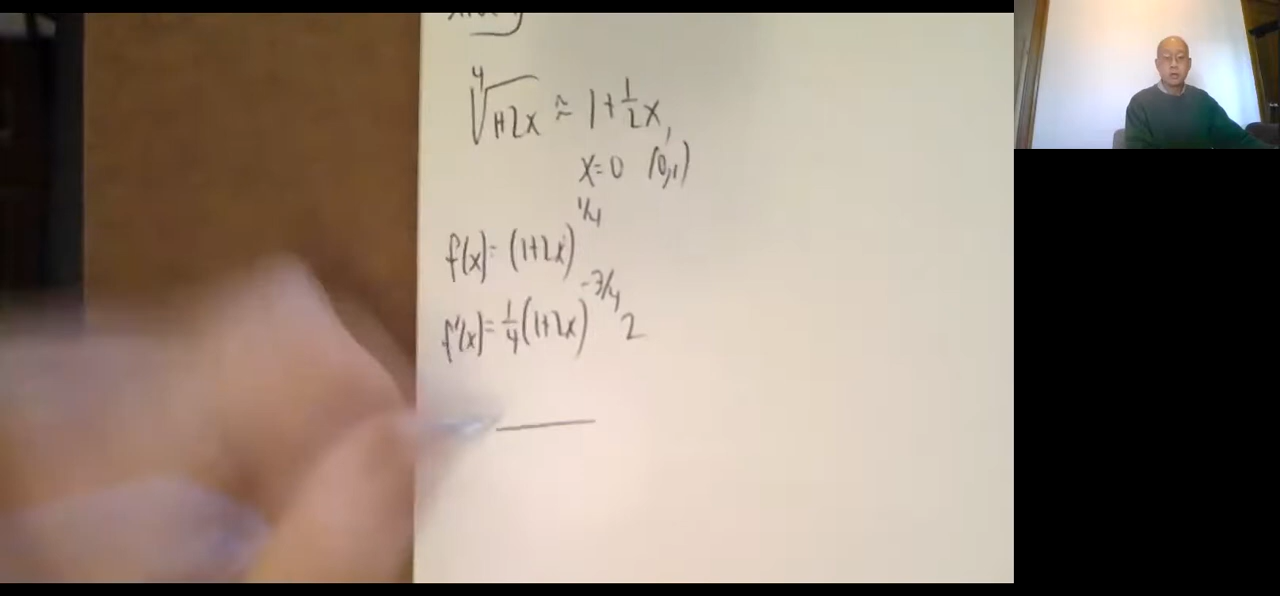 ∜1+2x ≈ 1+½x,
x=0 (0,1)
f(x)= (1+2x)^1/4
f'(x)= ¼(1+2x)^-3/4 2